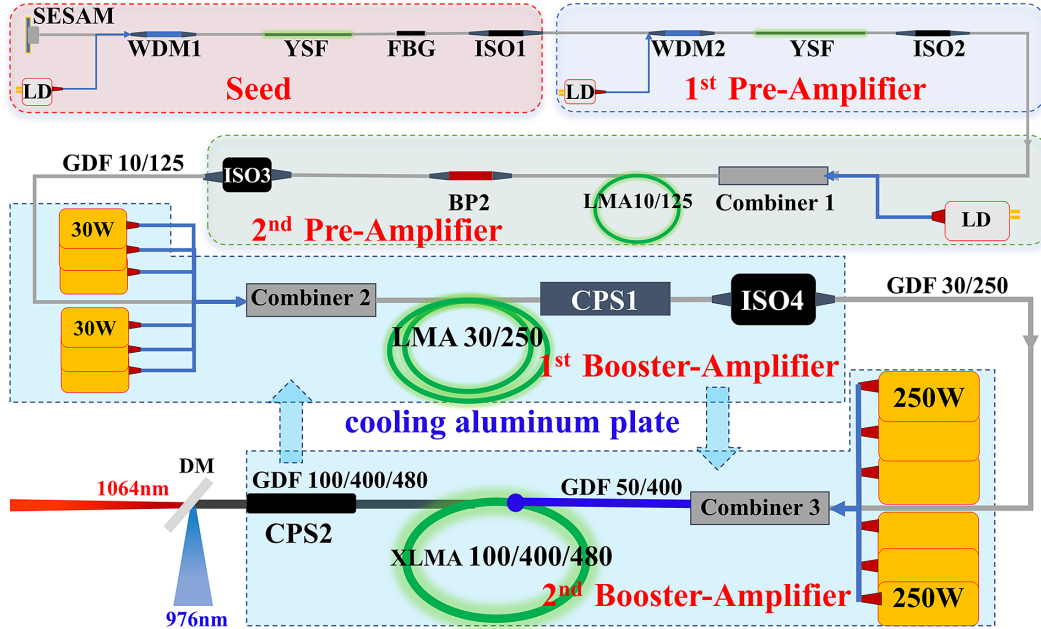 SESAM
WDM1
YSF
FBG
ISO1
LD
Seed
WDM2
YSF
ISO2
LD
1st Pre-Amplifier
GDF 10/125
ISO3
BP2
LMA10/125
Combiner 1
LD
2nd Pre-Amplifier
30W
30W
Combiner 2
LMA 30/250
CPS1
ISO4
GDF 30/250
1st Booster-Amplifier
cooling aluminum plate
250W
250W
DM
1064nm
976nm
GDF 100/400/480
CPS2
XLMA 100/400/480
GDF 50/400
Combiner 3
2nd Booster-Amplifier